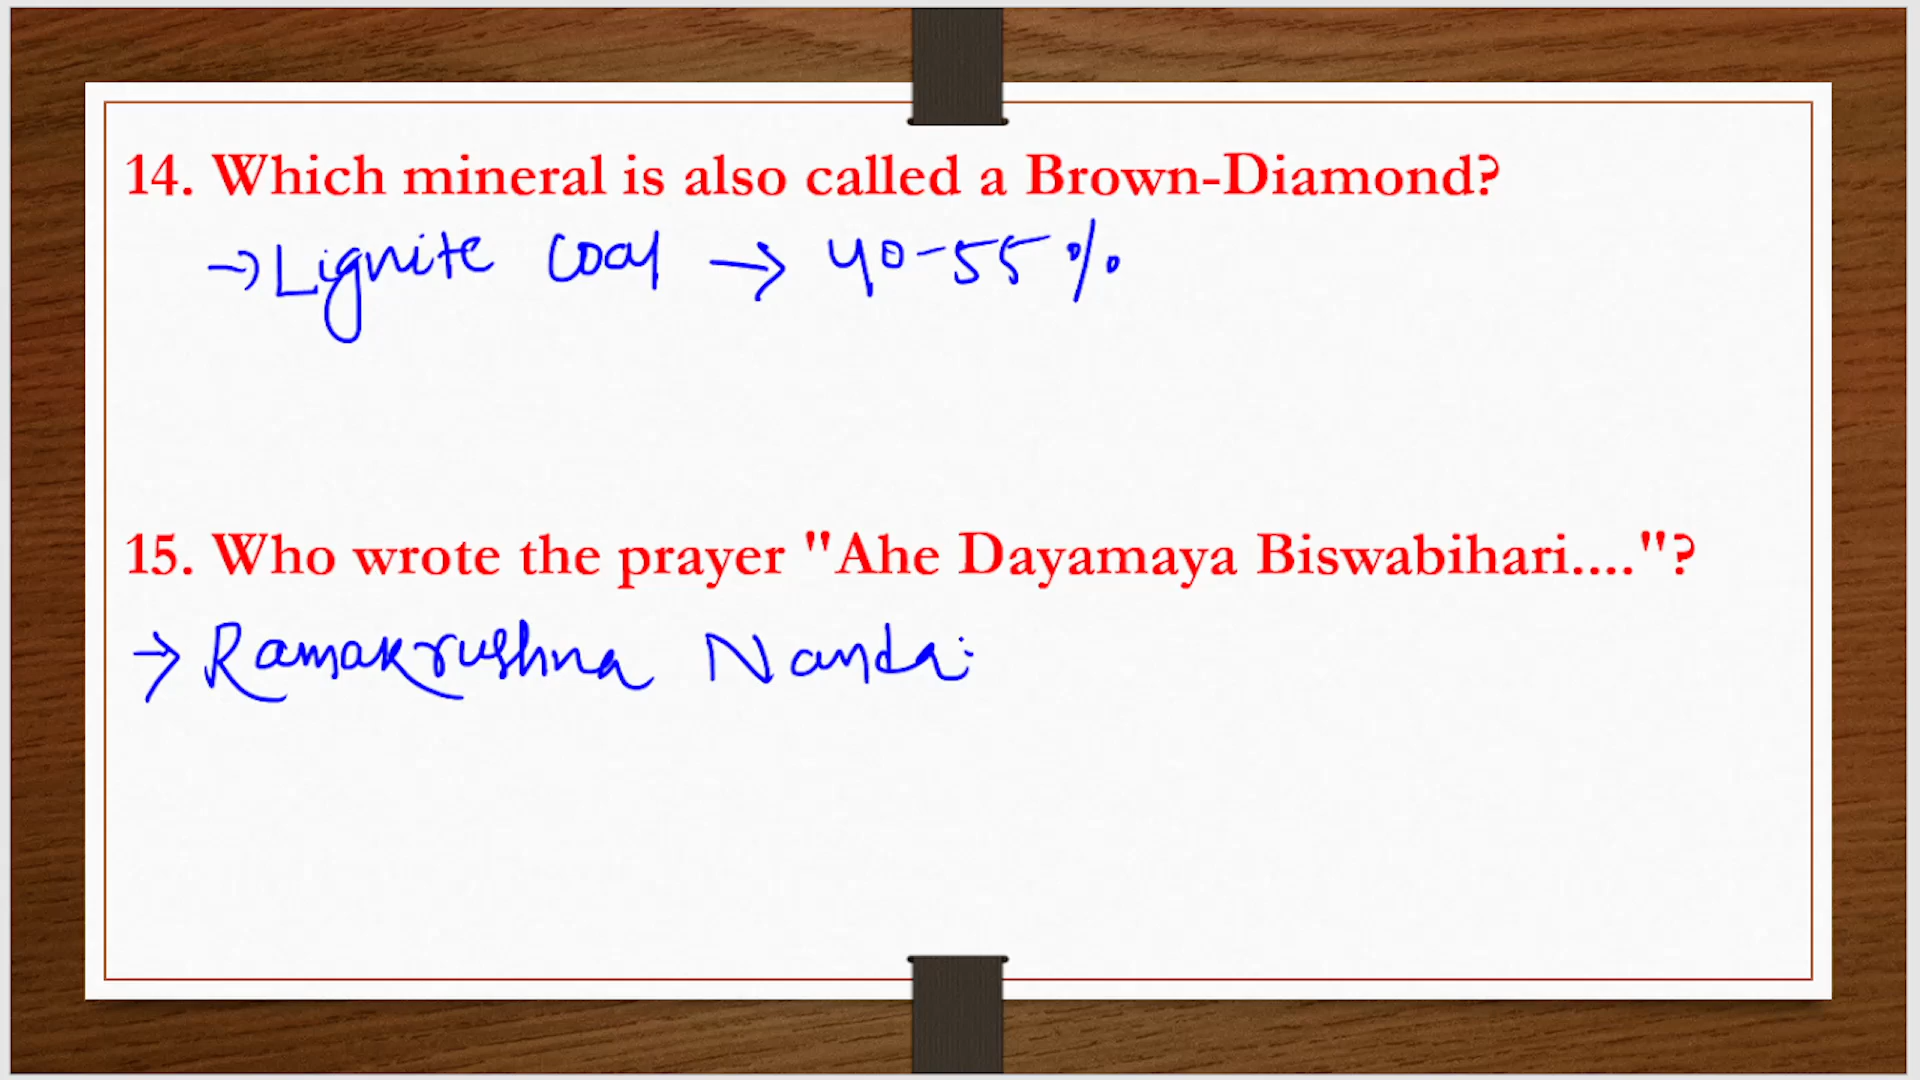 14. Which mineral is also called a Brown-Diamond?
→ Lignite coal → 40-55%
15. Who wrote the prayer "Ahe Dayamaya Biswabihari...."?
→ Ramakrushna Nanda